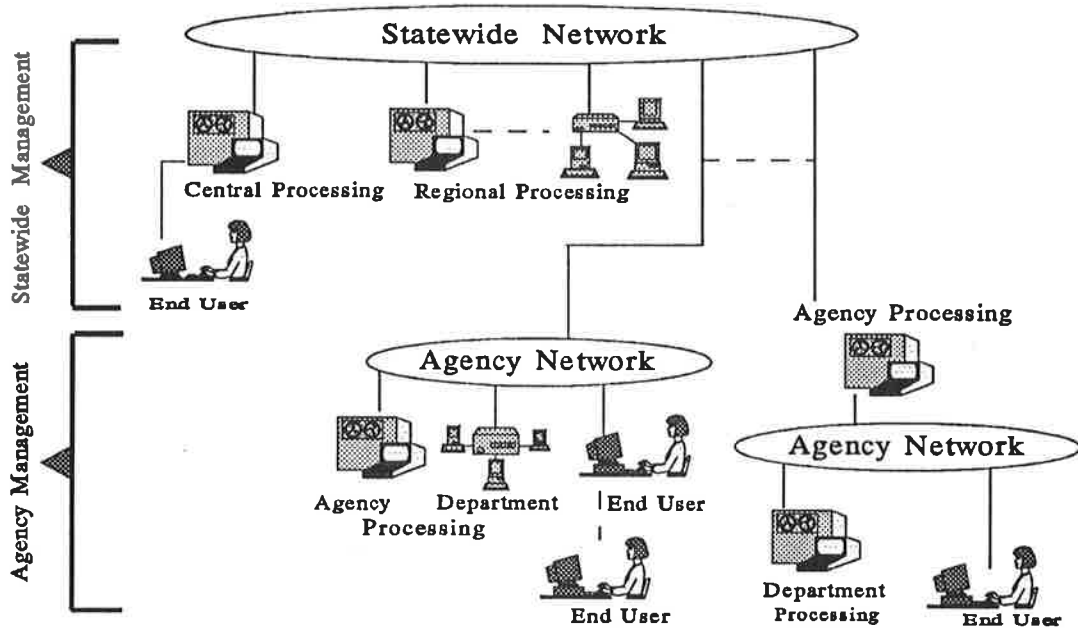 Statewide Network
Statewide Management
Central Processing
Regional Processing
End User
Agency Processing
Agency Network
Agency Management
Agency Network
Agency Department
Processing
End User
End User
Department
Processing
End User